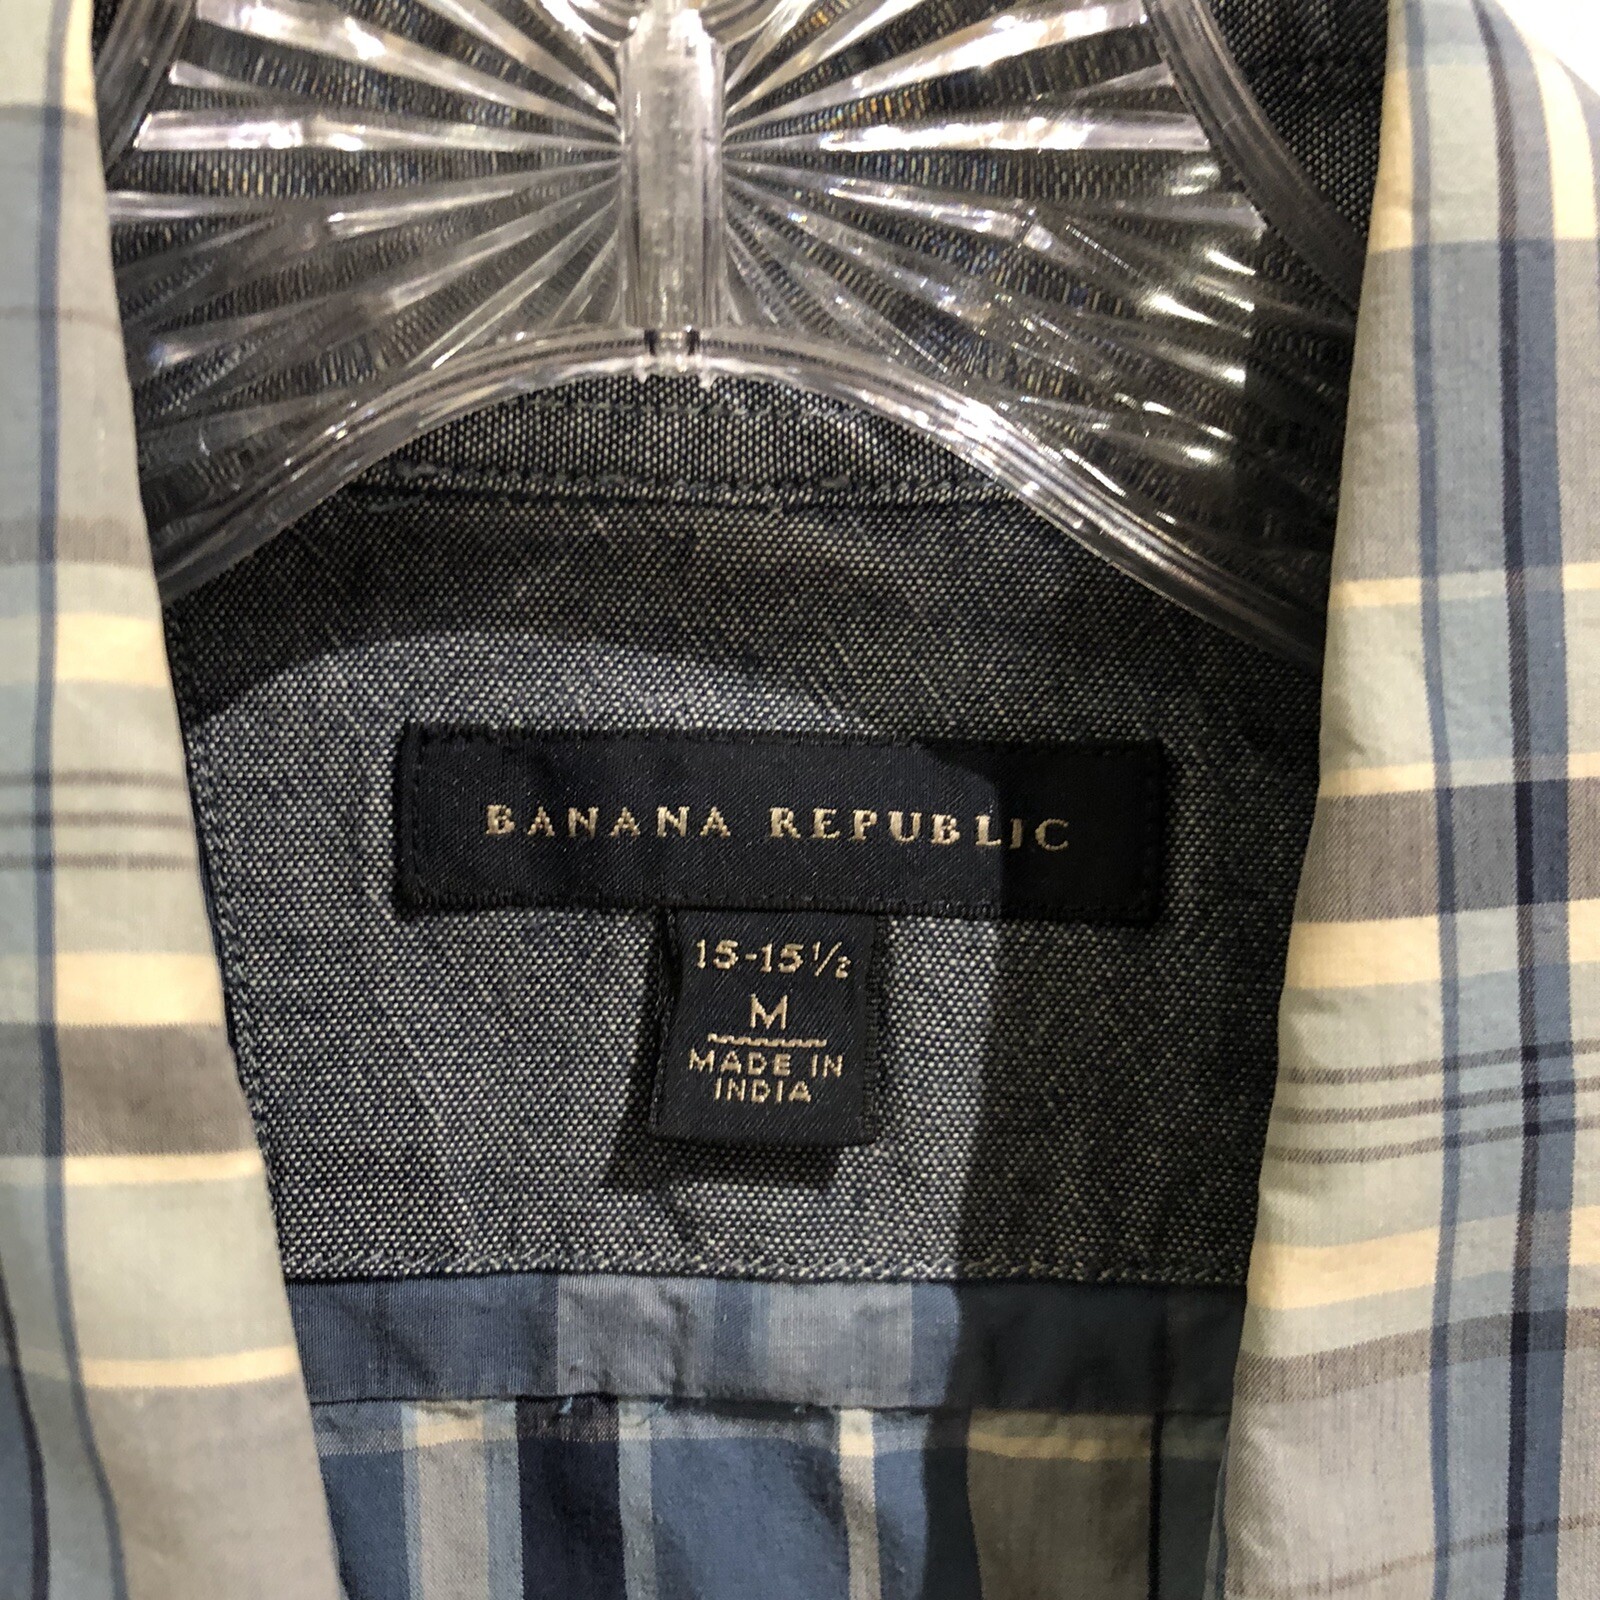 BANANA REPUBLIC
15-15½
M
MADE IN
INDIA